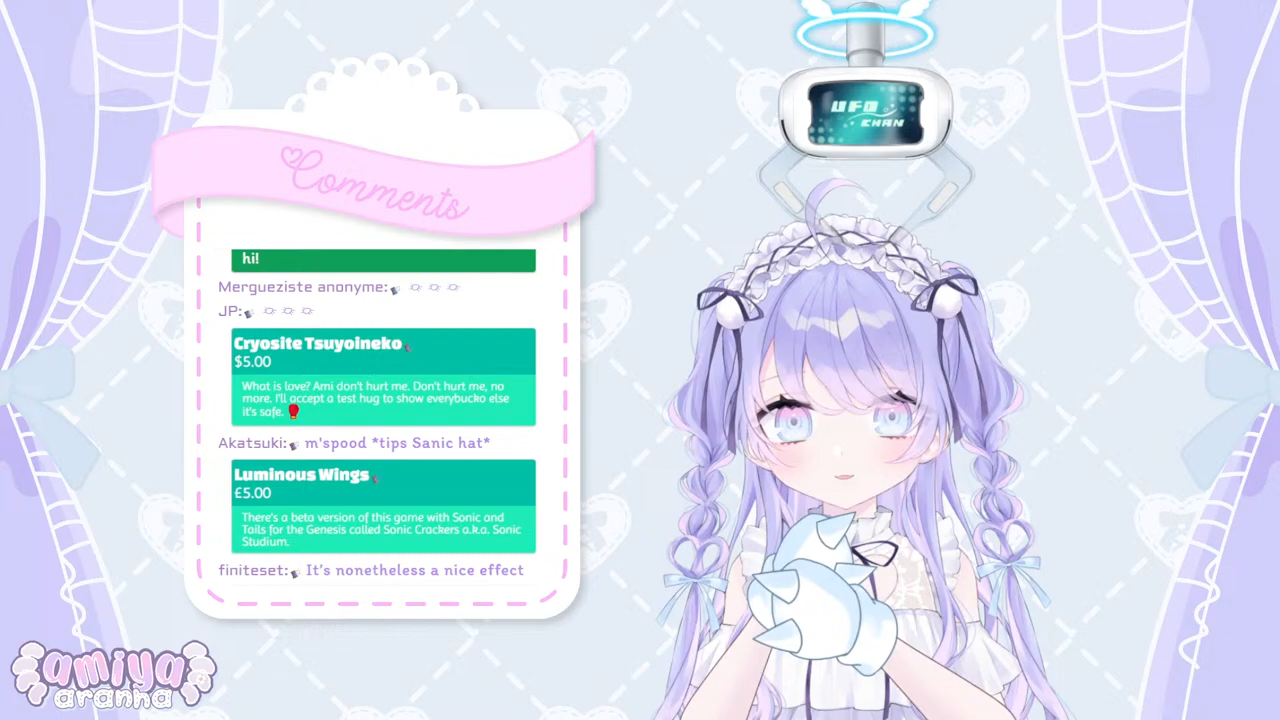 UFO
CHAN
Comments
hi!
Mergueziste anonyme:
JP:
Cryosite Tsuyoineko
$5.00
What is love? Ami don't hurt me. Don't hurt me, no
more. I'll accept a test hug to show everybucko else
it's safe.
Akatsuki: m'spood *tips Sanic hat*
Luminous Wings
£5.00
There's a beta version of this game with Sonic and
Tails for the Genesis called Sonic Crackers a.k.a. Sonic
Studium.
finiteset: It's nonetheless a nice effect
amiya
aranha